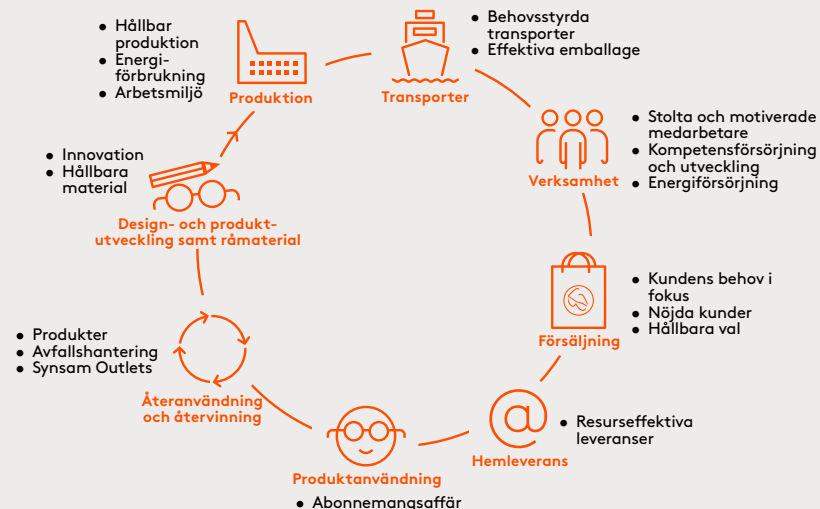 ● Hållbar
produktion
● Energi-
förbrukning
● Arbetsmiljö
Produktion
● Behovsstyrda
transporter
● Effektiva emballage
Transporter
● Stolta och motiverade
medarbetare
● Kompetensförsörjning
och utveckling
● Energiförsörjning
Verksamhet
● Kundens behov i
fokus
● Nöjda kunder
● Hållbara val
Försäljning
@
● Resurseffektiva
leveranser
Hemleverans
Produktanvändning
● Abonnemangsaffär
● Produkter
● Avfallshantering
● Synsam Outlets
Återanvändning
och återvinning
● Innovation
● Hållbara
material
Design- och produkt-
utveckling samt råmaterial